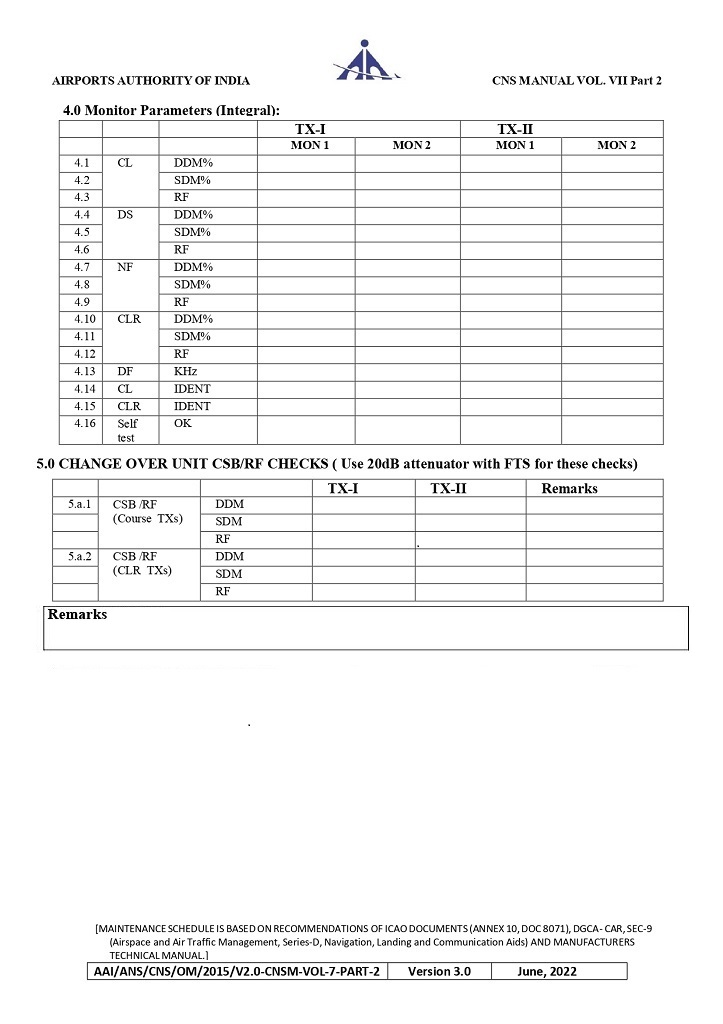 AIRPORTS AUTHORITY OF INDIA CNS MANUAL VOL. VII Part 2
4.0 Monitor Parameters (Integral):
TX-I TX-II
MON 1 MON 2 MON 1 MON 2
4.1 CL DDM%
4.2 SDM%
4.3 RF
4.4 DS DDM%
4.5 SDM%
4.6 RF
4.7 NF DDM%
4.8 SDM%
4.9 RF
4.10 CLR DDM%
4.11 SDM%
4.12 RF
4.13 DF KHz
4.14 CL IDENT
4.15 CLR IDENT
4.16 Self OK
test
5.0 CHANGE OVER UNIT CSB/RF CHECKS ( Use 20dB attenuator with FTS for these checks)
TX-I TX-II Remarks
5.a.1 CSB /RF DDM
(Course TXs) SDM
RF
5.a.2 CSB /RF DDM
(CLR TXs) SDM
RF
Remarks
[MAINTENANCE SCHEDULE IS BASED ON RECOMMENDATIONS OF ICAO DOCUMENTS (ANNEX 10, DOC 8071), DGCA- CAR, SEC-9
(Airspace and Air Traffic Management, Series-D, Navigation, Landing and Communication Aids) AND MANUFACTURERS
TECHNICAL MANUAL.]
AAI/ANS/CNS/OM/2015/V2.0-CNSM-VOL-7-PART-2 Version 3.0 June, 2022